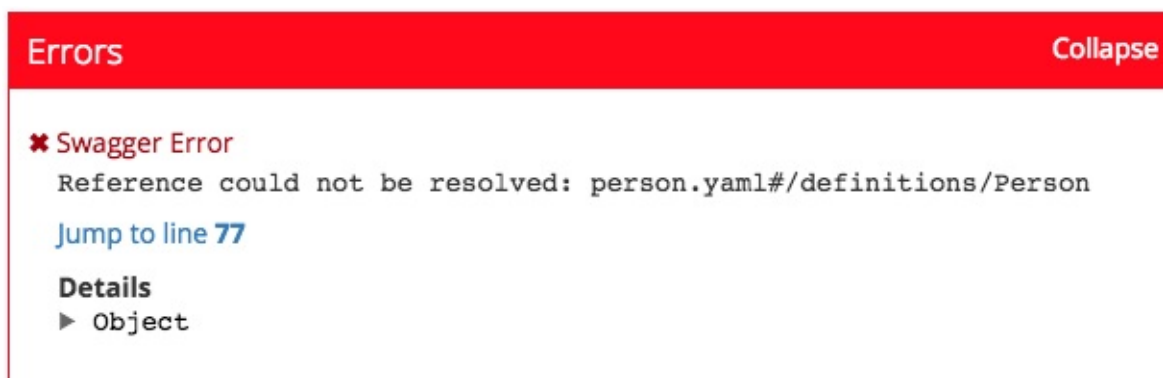 Errors Collapse
✖ Swagger Error
Reference could not be resolved: person.yaml#/definitions/Person
Jump to line 77
Details
▶ Object